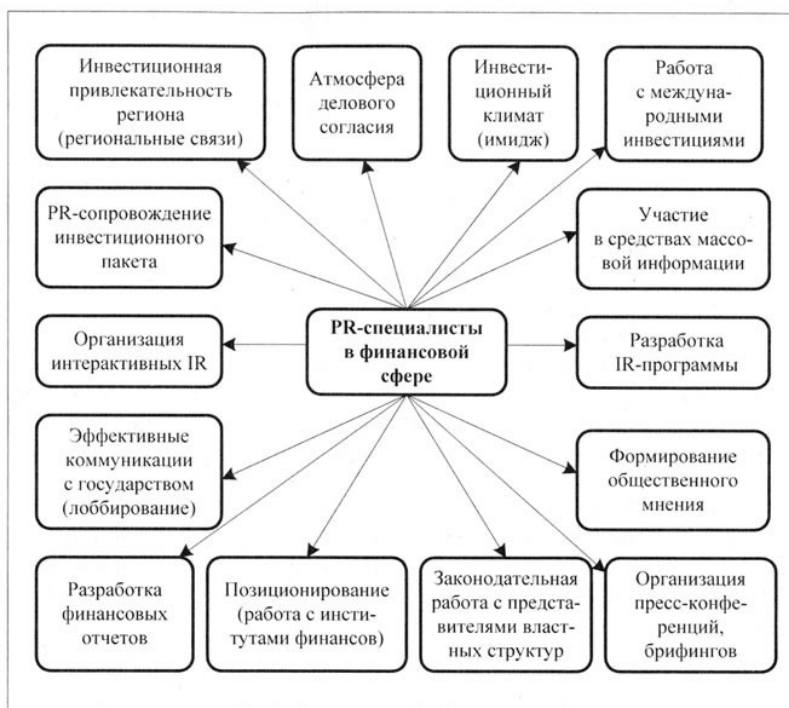 Инвестиционная
привлекательность
региона
(региональные связи)
Атмосфера
делового
согласия
Инвести-
ционный
климат
(имидж)
Работа
с междуна-
родными
инвестициями
PR-сопровождение
инвестиционного
пакета
Участие
в средствах массо-
вой информации
Организация
интерактивных IR
PR-специалисты
в финансовой
сфере
Разработка
IR-программы
Эффективные
коммуникации
с государством
(лоббирование)
Формирование
общественного
мнения
Разработка
финансовых
отчетов
Позиционирование
(работа с инсти-
тутами финансов)
Законодательная
работа с предста-
вителями власт-
ных структур
Организация
пресс-конфе-
ренций,
брифингов